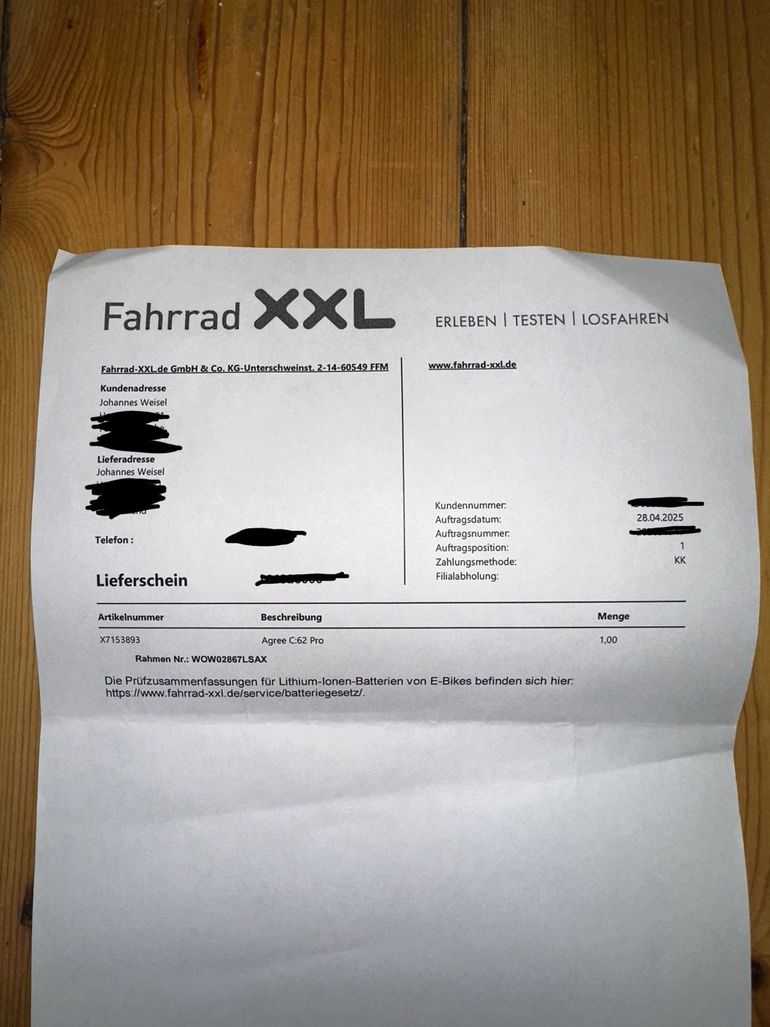 Fahrrad XXL
ERLEBEN | TESTEN | LOSFAHREN
Fahrrad-XXL.de GmbH & Co. KG-Unterschweinst. 2-14-60549 FFM
www.fahrrad-xxl.de
Kundenadresse
Johannes Weisel
Lieferadresse
Johannes Weisel
Telefon :
Lieferschein
Kundennummer:
Auftragsdatum: 28.04.2025
Auftragsnummer:
Auftragsposition: 1
Zahlungsmethode: KK
Filialabholung:
Artikelnummer Beschreibung Menge
X7153893 Agree C:62 Pro 1,00
Rahmen Nr.: WOW02867LSAX
Die Prüfzusammenfassungen für Lithium-Ionen-Batterien von E-Bikes befinden sich hier:
https://www.fahrrad-xxl.de/service/batteriegesetz/.